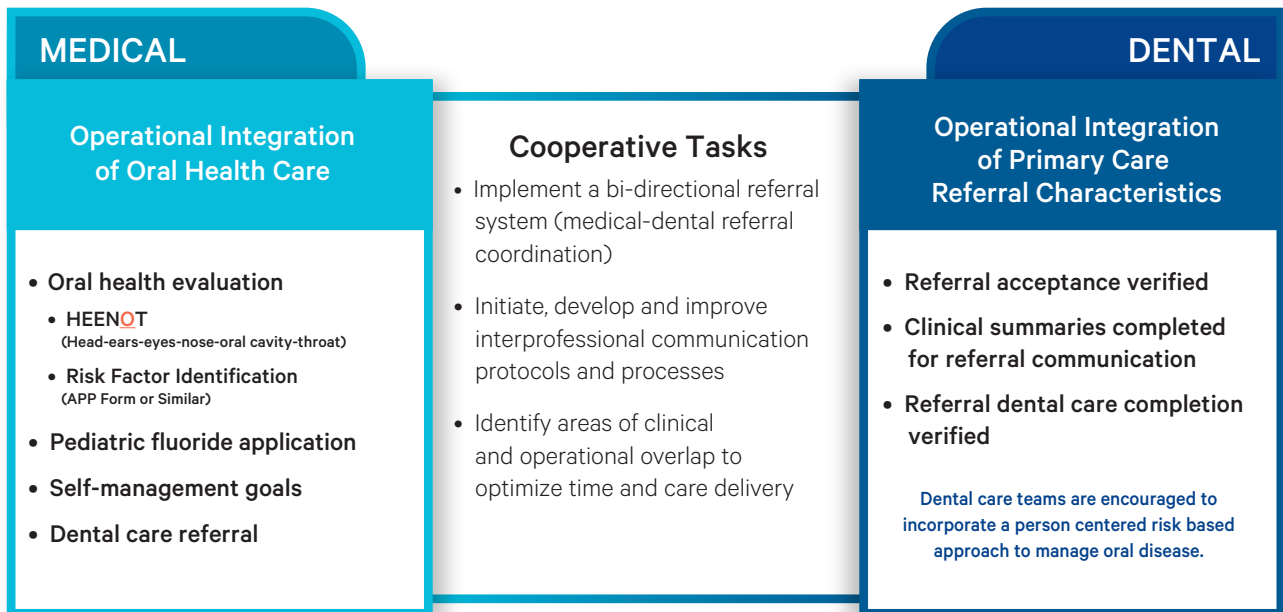 MEDICAL
Operational Integration
of Oral Health Care
• Oral health evaluation
• HEENOT
(Head-ears-eyes-nose-oral cavity-throat)
• Risk Factor Identification
(APP Form or Similar)
• Pediatric fluoride application
• Self-management goals
• Dental care referral
Cooperative Tasks
• Implement a bi-directional referral
system (medical-dental referral
coordination)
• Initiate, develop and improve
interprofessional communication
protocols and processes
• Identify areas of clinical
and operational overlap to
optimize time and care delivery
DENTAL
Operational Integration
of Primary Care
Referral Characteristics
• Referral acceptance verified
• Clinical summaries completed
for referral communication
• Referral dental care completion
verified
Dental care teams are encouraged to
incorporate a person centered risk based
approach to manage oral disease.